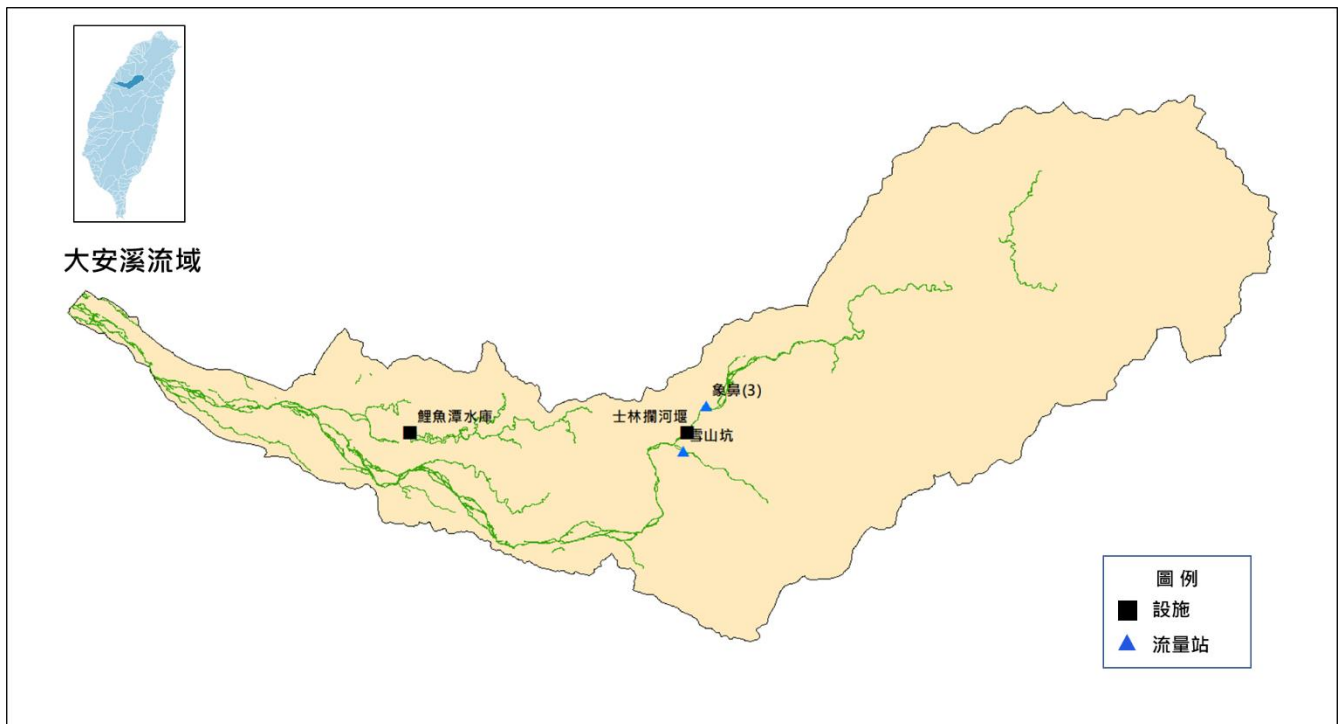 大安溪流域
象鼻(3)
鯉魚潭水庫
士林攔河堰
雪山坑
圖例
設施
流量站